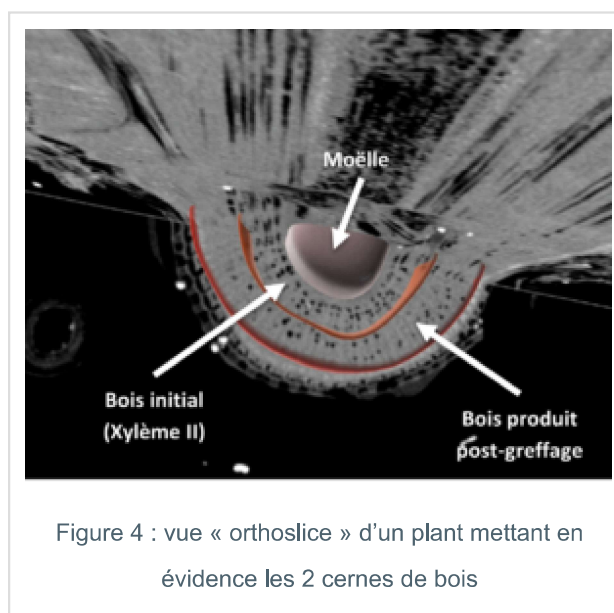 Moëlle
Bois initial
(Xylème II)
Bois produit
post-greffage
Figure 4 : vue « orthoslice » d'un plant mettant en
évidence les 2 cernes de bois